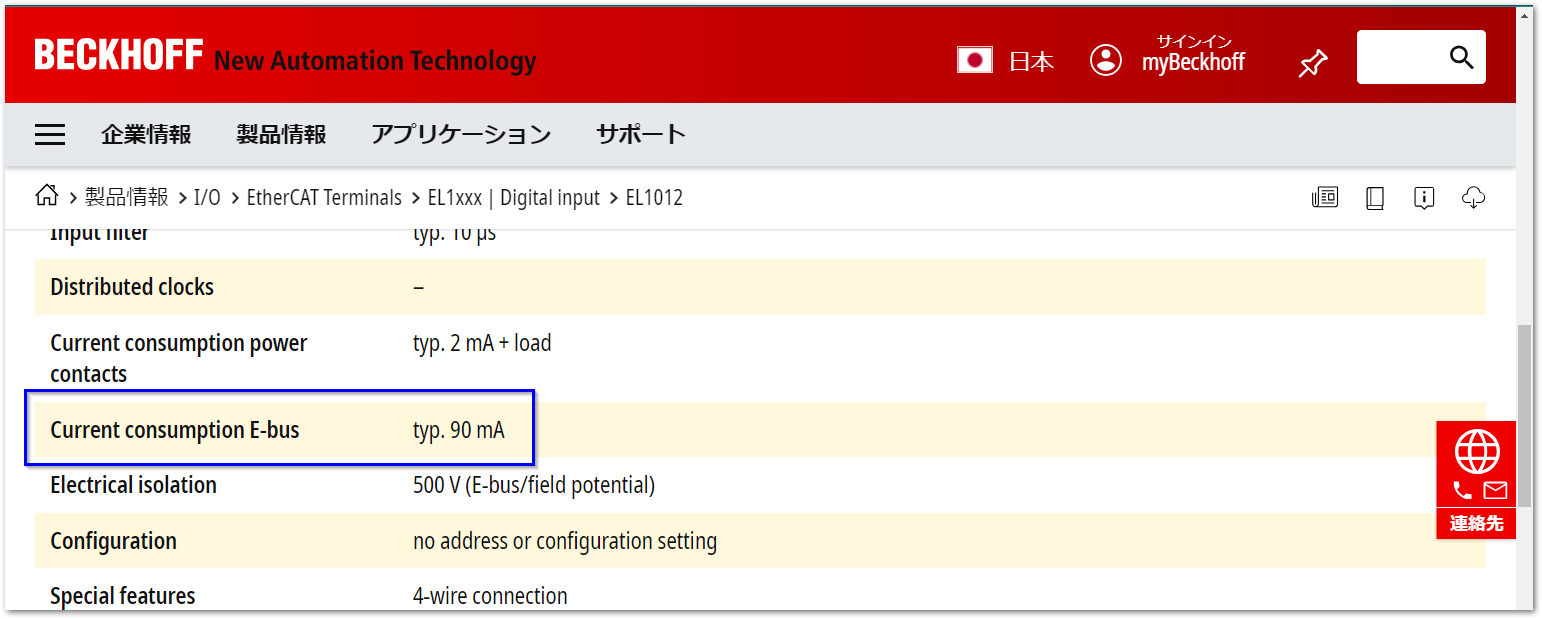 BECKHOFF New Automation Technology
日本
サインイン
myBeckhoff
企業情報 製品情報 アプリケーション サポート
製品情報 > I/O > EtherCAT Terminals > EL1xxx | Digital input > EL1012
Input filter typ. 10 µs
Distributed clocks –
Current consumption power contacts typ. 2 mA + load
Current consumption E-bus typ. 90 mA
Electrical isolation 500 V (E-bus/field potential)
Configuration no address or configuration setting
Special features 4-wire connection
連絡先